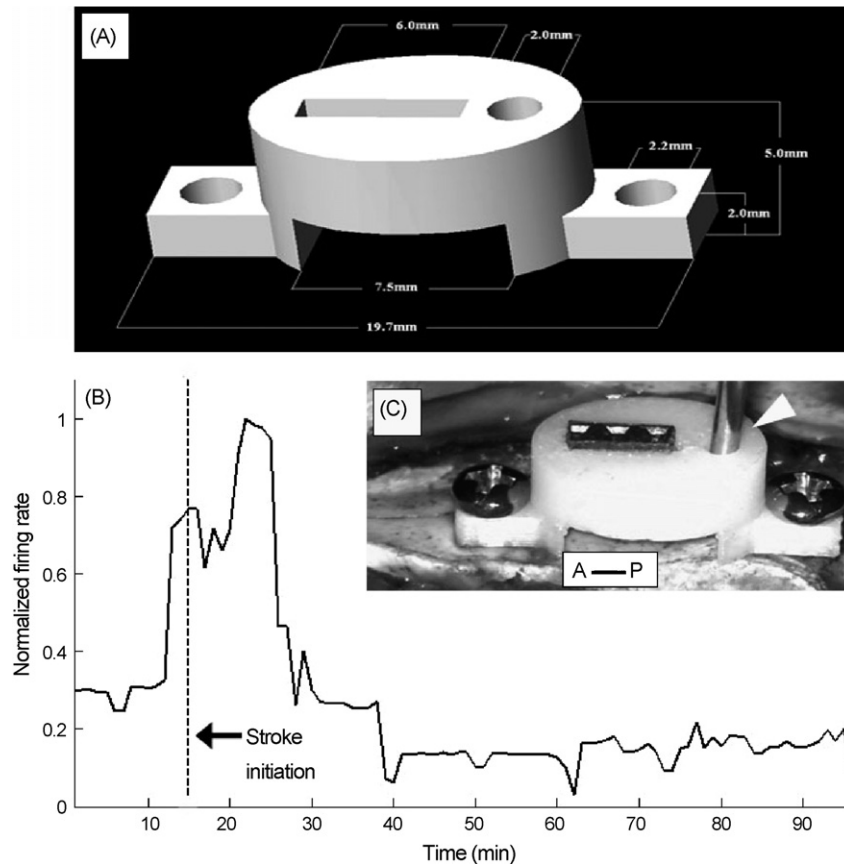 (A)
6.0mm
2.0mm
2.2mm
5.0mm
2.0mm
7.5mm
19.7mm
(B)
(C)
A P
Normalized firing rate
1
0.8
0.6
0.4
0.2
0
Stroke
initiation
10 20 30 40 50 60 70 80 90
Time (min)